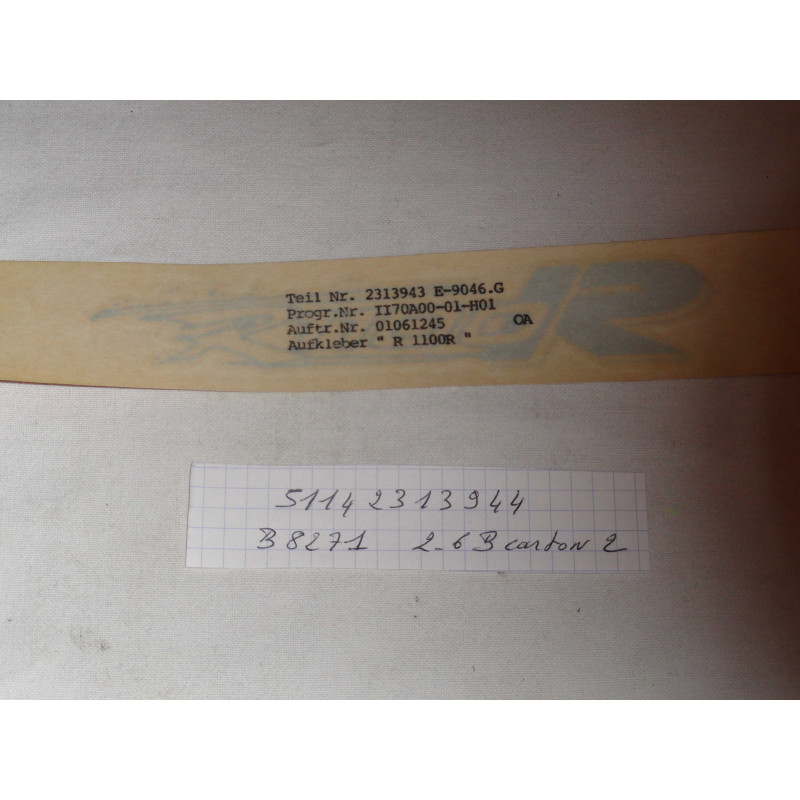 Teil Nr. 2313943 E-9046.G
Progr.Nr. II70A00-01-H01
Auftr.Nr. 01061245 OA
Aufkleber " R 1100R "
51142313944
B8271 2-6B carton 2